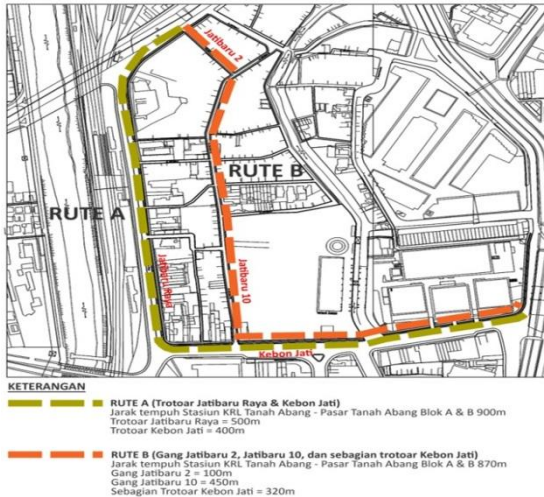 Jatibaru 2
RUTE B
RUTE A
Jatibaru Raya
Jatibaru 10
Kebon Jati
KETERANGAN
RUTE A (Trotoar Jatibaru Raya & Kebon Jati)
Jarak tempuh Stasiun KRL Tanah Abang - Pasar Tanah Abang Blok A & B 900m
Trotoar Jatibaru Raya = 500m
Trotoar Kebon Jati = 400m
RUTE B (Gang Jatibaru 2, Jatibaru 10, dan sebagian trotoar Kebon Jati)
Jarak tempuh Stasiun KRL Tanah Abang - Pasar Tanah Abang Blok A & B 870m
Gang Jatibaru 2 = 100m
Gang Jatibaru 10 = 450m
Sebagian Trotoar Kebon Jati = 320m